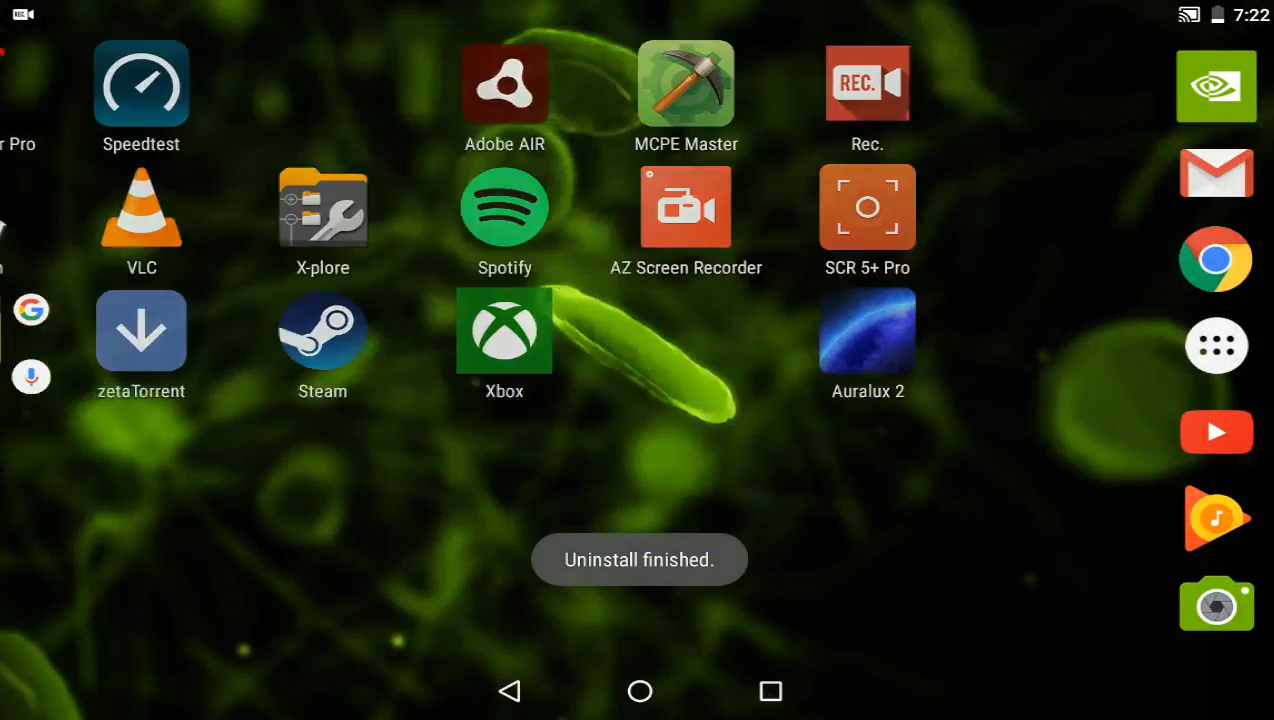 REC.
7:22
r Pro
Speedtest
Adobe AIR
MCPE Master
REC.
Rec.
VLC
X-plore
Spotify
AZ Screen Recorder
SCR 5+ Pro
zetaTorrent
Steam
Xbox
Auralux 2
Uninstall finished.